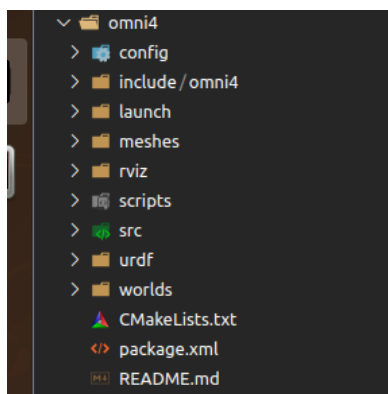 omni4
config
include/omni4
launch
meshes
rviz
scripts
src
urdf
worlds
CMakeLists.txt
package.xml
README.md